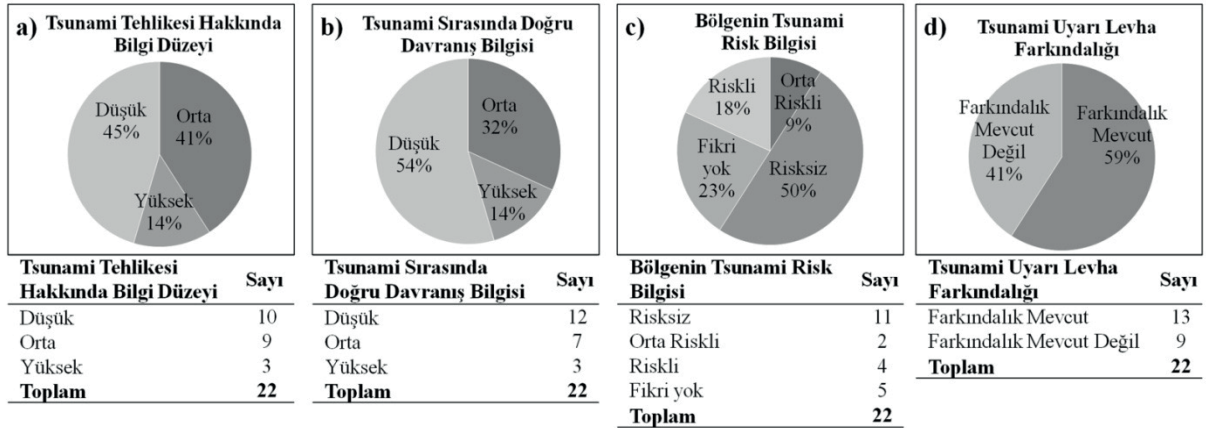 a) Tsunami Tehlikesi Hakkında
Bilgi Düzeyi
Düşük
45%
Orta
41%
Yüksek
14%
Tsunami Tehlikesi
Hakkında Bilgi Düzeyi Sayı
Düşük 10
Orta 9
Yüksek 3
Toplam 22
b) Tsunami Sırasında Doğru
Davranış Bilgisi
Orta
32%
Düşük
54%
Yüksek
14%
Tsunami Sırasında
Doğru Davranış Bilgisi Sayı
Düşük 12
Orta 7
Yüksek 3
Toplam 22
c) Bölgenin Tsunami
Risk Bilgisi
Riskli
18%
Orta
Riskli
9%
Fikri
yok
23%
Risksiz
50%
Bölgenin Tsunami Risk
Bilgisi Sayı
Risksiz 11
Orta Riskli 2
Riskli 4
Fikri yok 5
Toplam 22
d) Tsunami Uyarı Levha
Farkındalığı
Farkındalık
Mevcut
Değil
41%
Farkındalık
Mevcut
59%
Tsunami Uyarı Levha
Farkındalığı Sayı
Farkındalık Mevcut 13
Farkındalık Mevcut Değil 9
Toplam 22